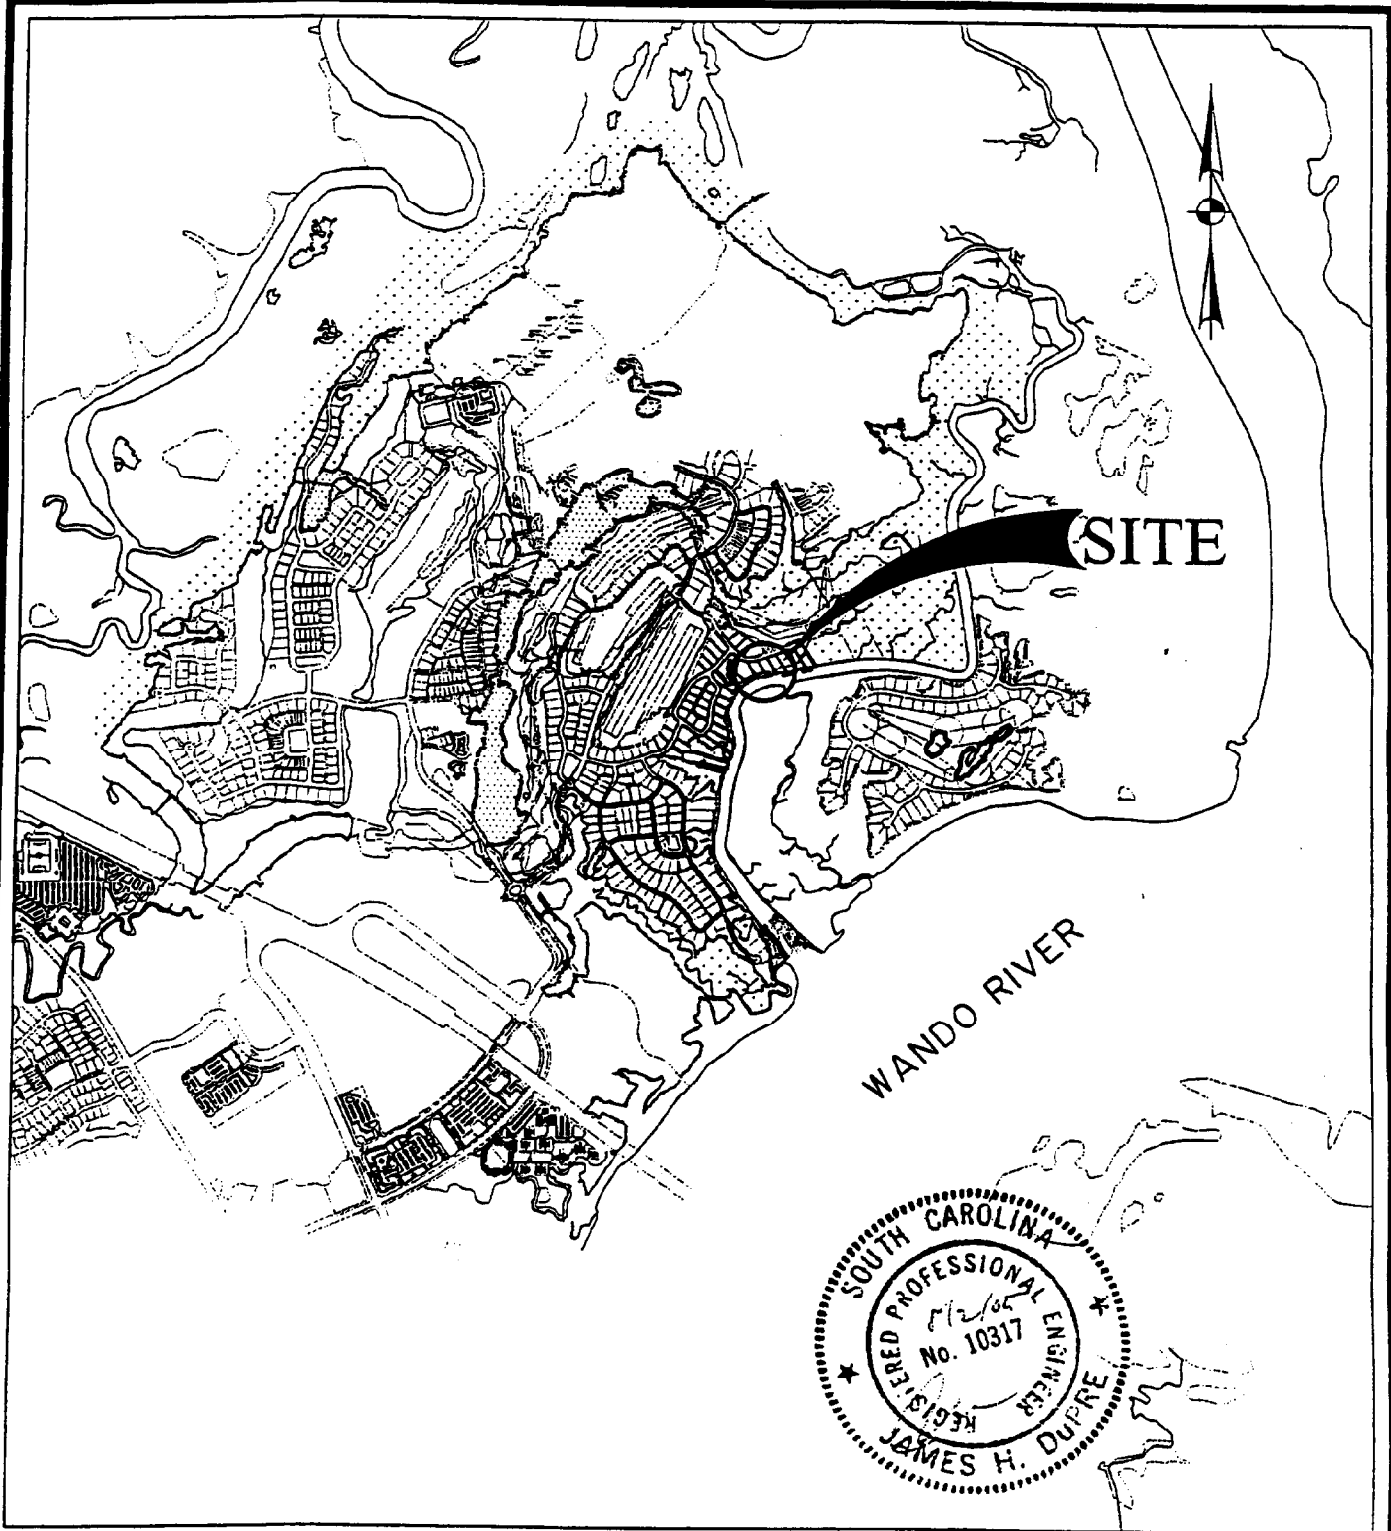 SITE
WANDO RIVER
SOUTH CAROLINA
REGISTERED PROFESSIONAL ENGINEER
No. 10317
JAMES H. DuPRE